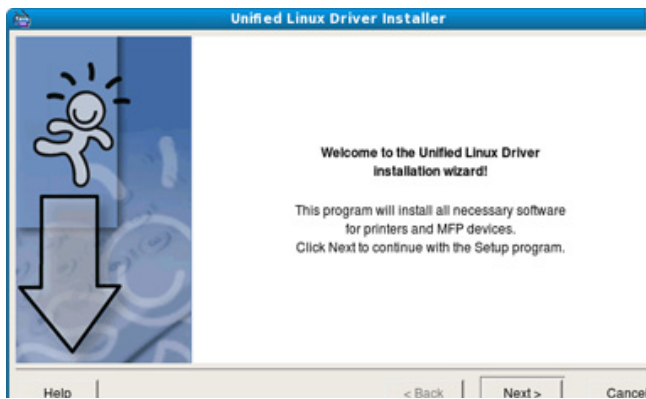 Unified Linux Driver Installer
Welcome to the Unified Linux Driver
installation wizard!
This program will install all necessary software
for printers and MFP devices.
Click Next to continue with the Setup program.
Help
< Back
Next >
Cancel